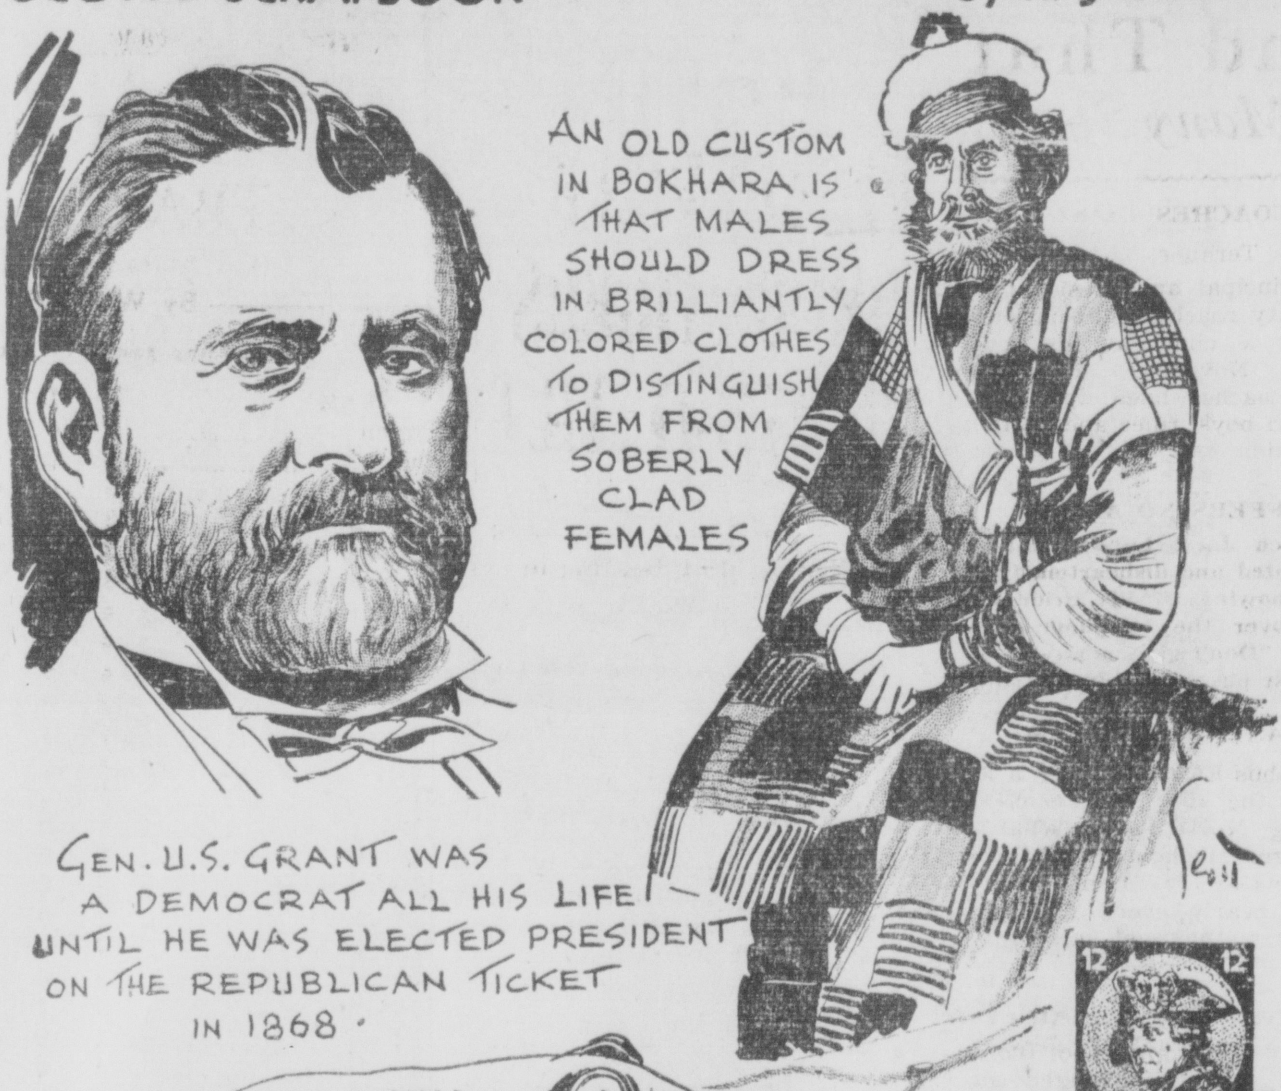 AN OLD CUSTOM
IN BOKHARA IS
THAT MALES
SHOULD DRESS
IN BRILLIANTLY
COLORED CLOTHES
TO DISTINGUISH
THEM FROM
SOBERLY
CLAD
FEMALES
GEN. U.S. GRANT WAS
A DEMOCRAT ALL HIS LIFE
UNTIL HE WAS ELECTED PRESIDENT
ON THE REPUBLICAN TICKET
IN 1868.
12 12